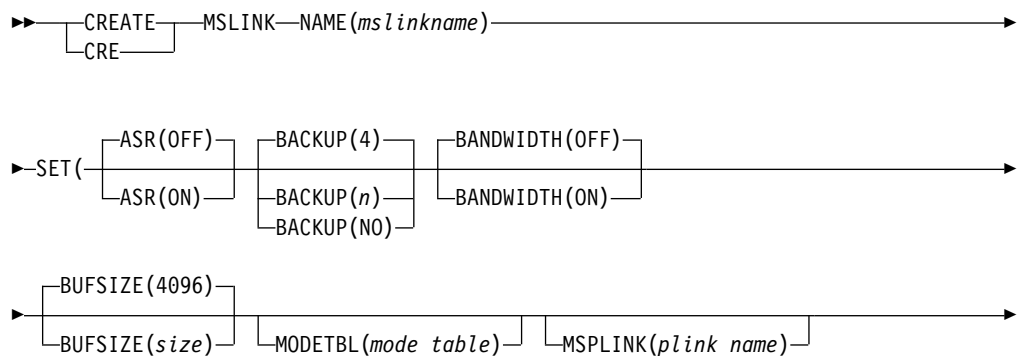 CREATE MSLINK NAME(mslinkname)
CRE
ASR(OFF) BACKUP(4) BANDWIDTH(OFF)
SET(
ASR(ON) BACKUP(n) BANDWIDTH(ON)
BACKUP(NO)
BUFSIZE(4096)
BUFSIZE(size) MODETBL(mode table) MSPLINK(plink name)